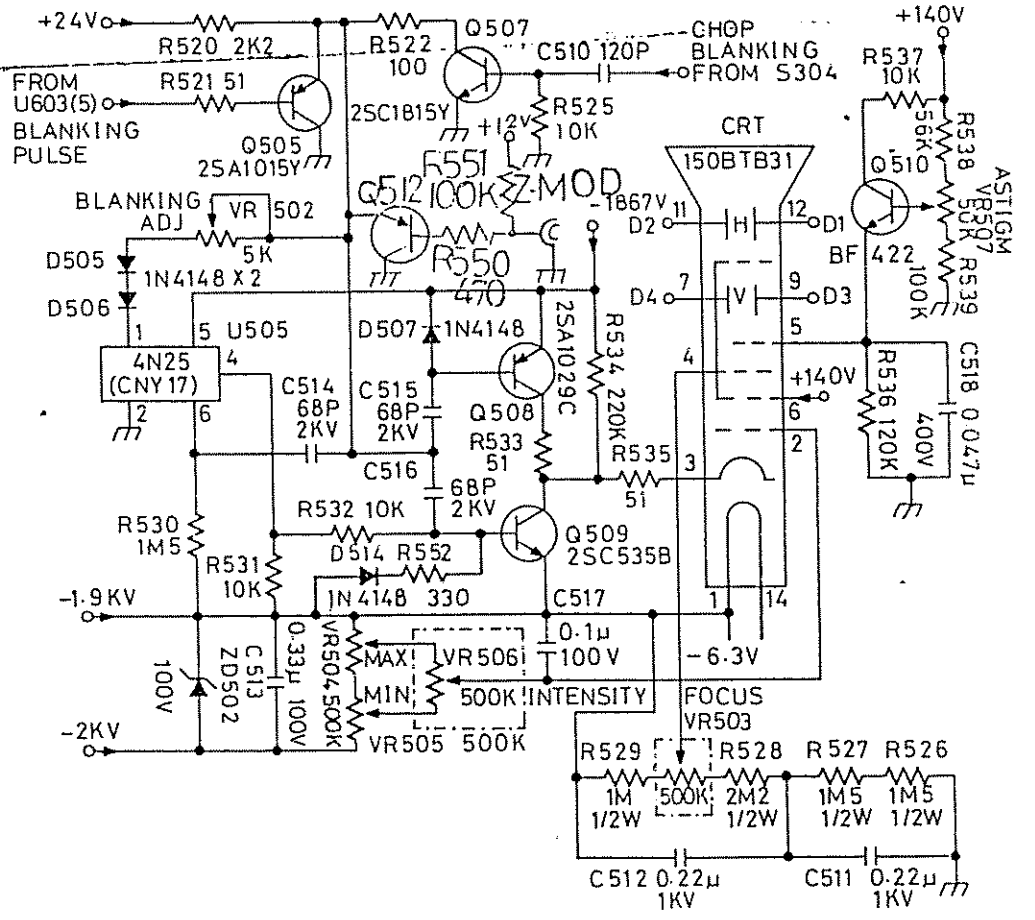 +24V
R520 2K2
R522
100
Q507
C510 120P
CHOP
BLANKING
FROM S304
+140V
R537
10K
FROM
U603(5)
BLANKING
PULSE
R521 51
Q505
2SA1015Y
2SC1815Y
R525
10K
+12V
CRT
150BTB31
56K
R538
Q510
ASTIGM
VR507
50K
R539
100K
BF 422
BLANKING
ADJ
VR 502
5K
Q512
R551
100K
Z-MOD
-1867V
R550
470
D2
11
H
12
D1
D4
7
V
9
D3
D505
1N4148 X 2
D506
1
5
U505
4N25
(CNY17)
4
2
6
D507
1N4148
2SA1029C
R534 220K
5
4
+140V
6
2
R536
120K
C518 0.047µ
400V
C514
68P
2KV
C515
68P
2KV
Q508
R533
51
C516
68P
2KV
R535
51
3
R530
1M5
R532 10K
D514
R552
Q509
2SC535B
R531
10K
1N 4148 330
-1.9KV
C517
0.1µ
100V
1
14
-6.3V
100V
ZD502
C513
0.33µ 100V
VR504 500K
MAX
MIN
VR506
500K
INTENSITY
FOCUS
VR503
-2KV
VR505 500K
R529
1M
1/2W
500K
R528
2M2
1/2W
R527
1M5
1/2W
R526
1M5
1/2W
C512 0.22µ
1KV
C511 0.22µ
1KV